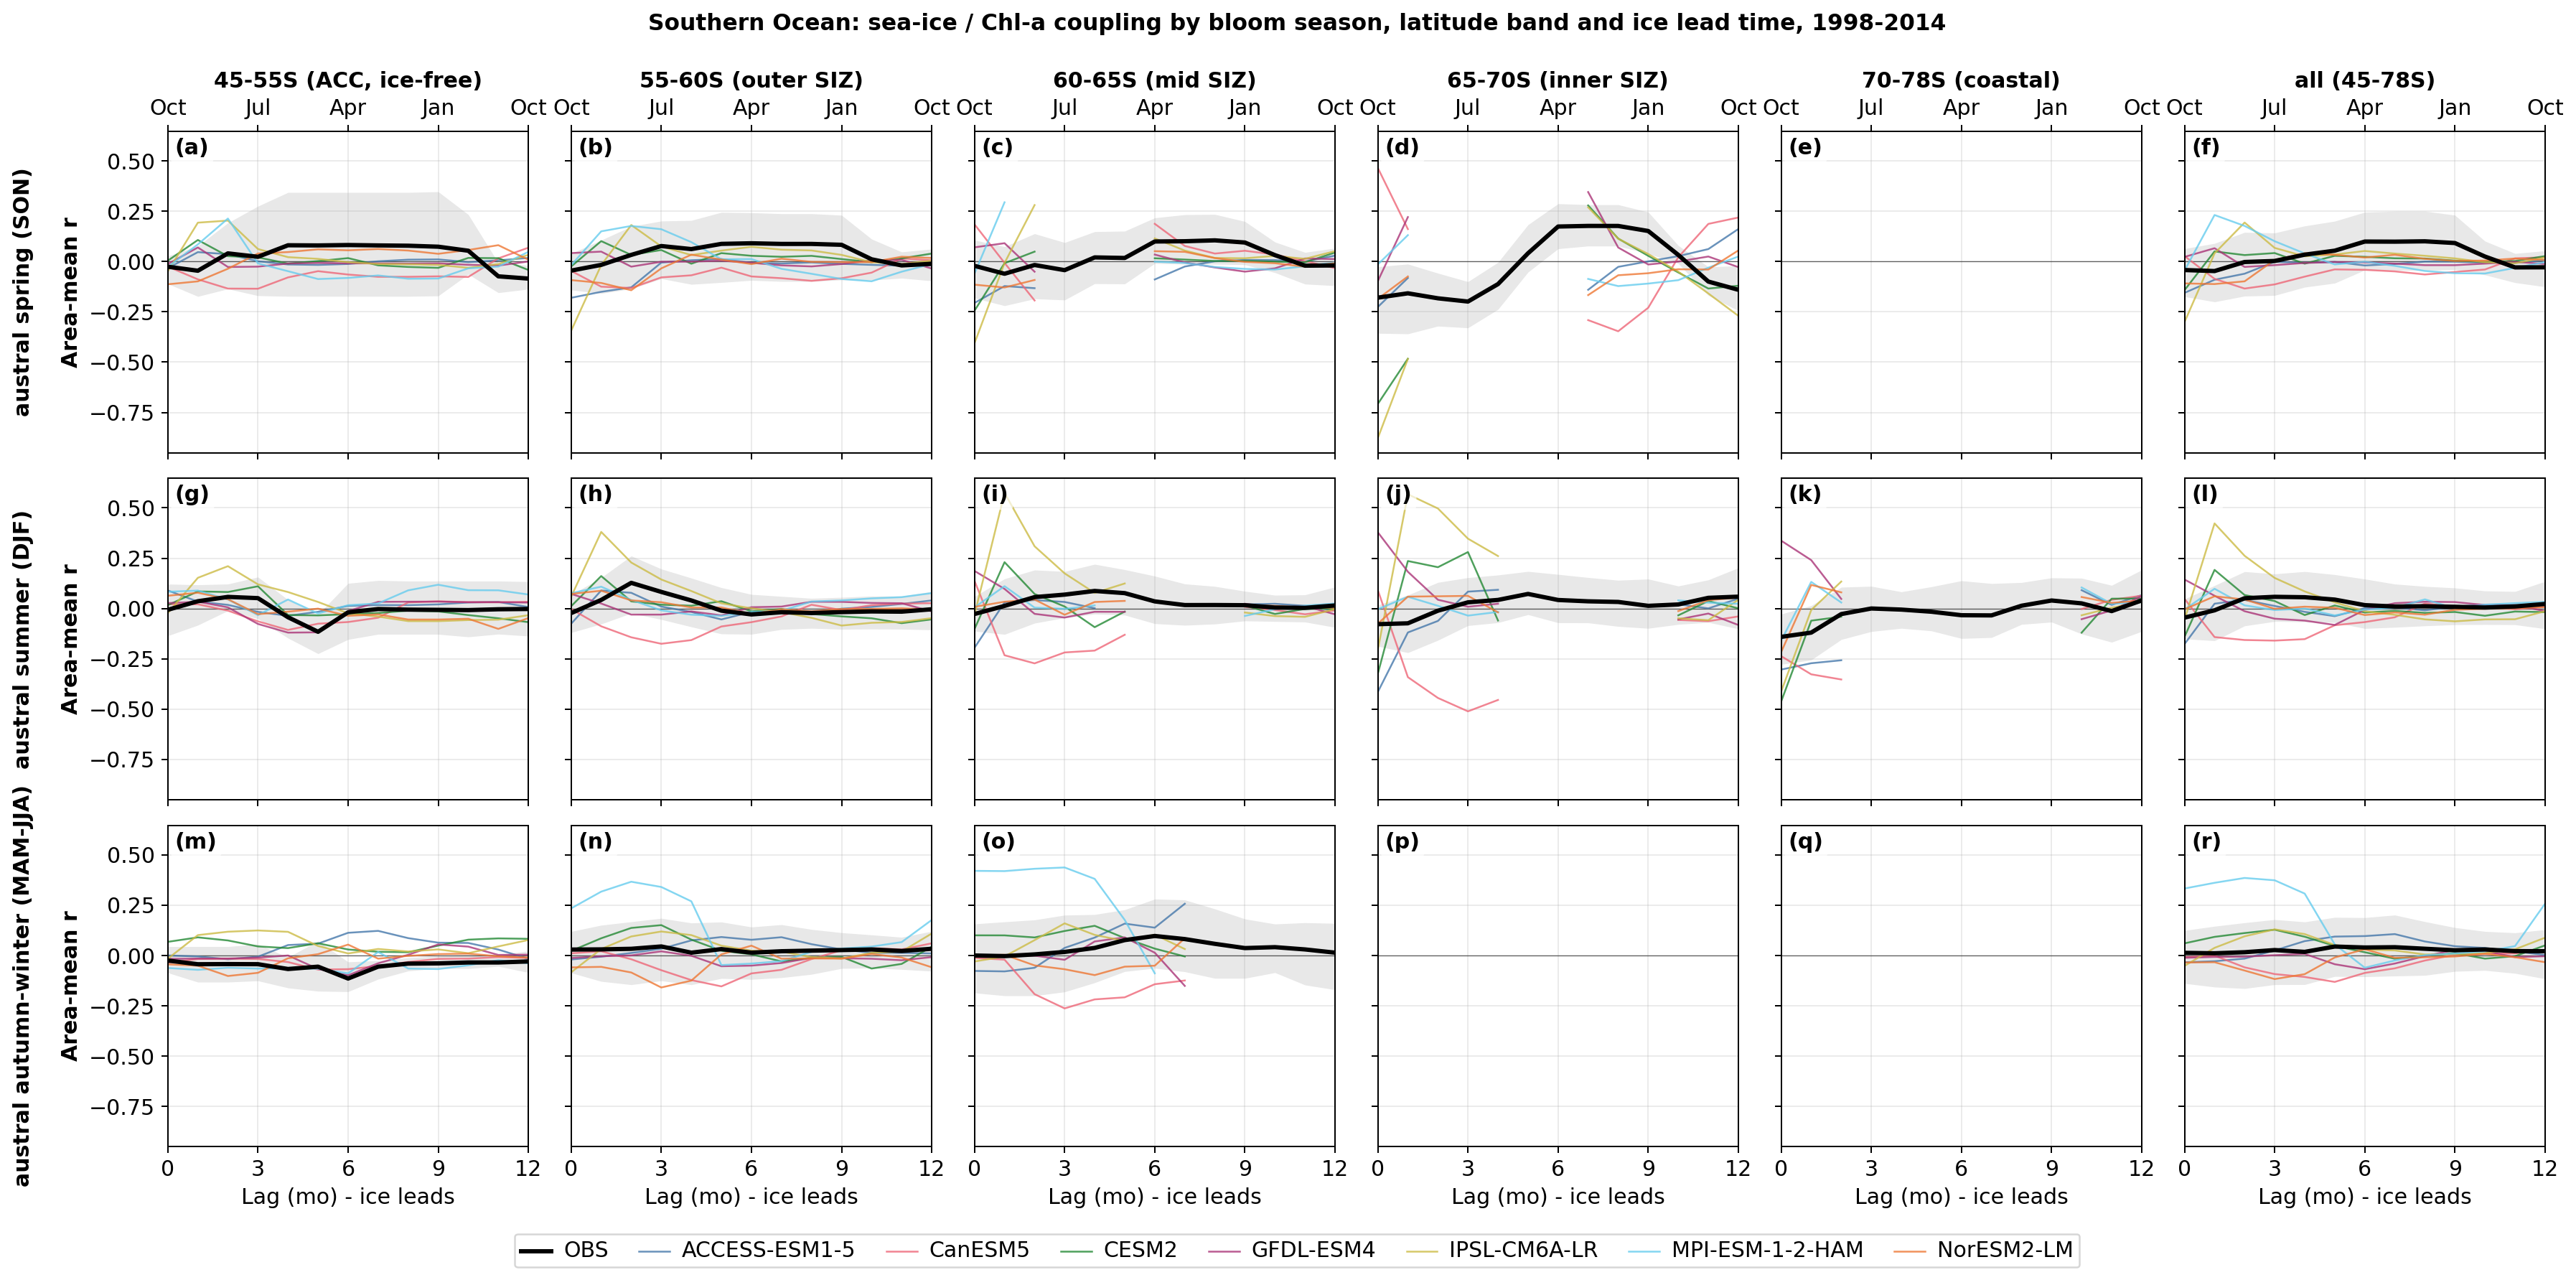 Southern Ocean: sea-ice / Chl-a coupling by bloom season, latitude band and ice lead time, 1998-2014
45-55S (ACC, ice-free) 55-60S (outer SIZ) 60-65S (mid SIZ) 65-70S (inner SIZ) 70-78S (coastal) all (45-78S)
Oct Jul Apr Jan Oct Oct Jul Apr Jan Oct Oct Jul Apr Jan Oct Oct Jul Apr Jan Oct Oct Jul Apr Jan Oct Oct Jul Apr Jan Oct
austral spring (SON)
Area-mean r
0.50
0.25
0.00
−0.25
−0.50
−0.75
(a) (b) (c) (d) (e) (f)
austral summer (DJF)
Area-mean r
0.50
0.25
0.00
−0.25
−0.50
−0.75
(g) (h) (i) (j) (k) (l)
austral autumn-winter (MAM-JJA)
Area-mean r
0.50
0.25
0.00
−0.25
−0.50
−0.75
(m) (n) (o) (p) (q) (r)
0 3 6 9 12 0 3 6 9 12 0 3 6 9 12 0 3 6 9 12 0 3 6 9 12 0 3 6 9 12
Lag (mo) - ice leads Lag (mo) - ice leads Lag (mo) - ice leads Lag (mo) - ice leads Lag (mo) - ice leads Lag (mo) - ice leads
OBS ACCESS-ESM1-5 CanESM5 CESM2 GFDL-ESM4 IPSL-CM6A-LR MPI-ESM-1-2-HAM NorESM2-LM